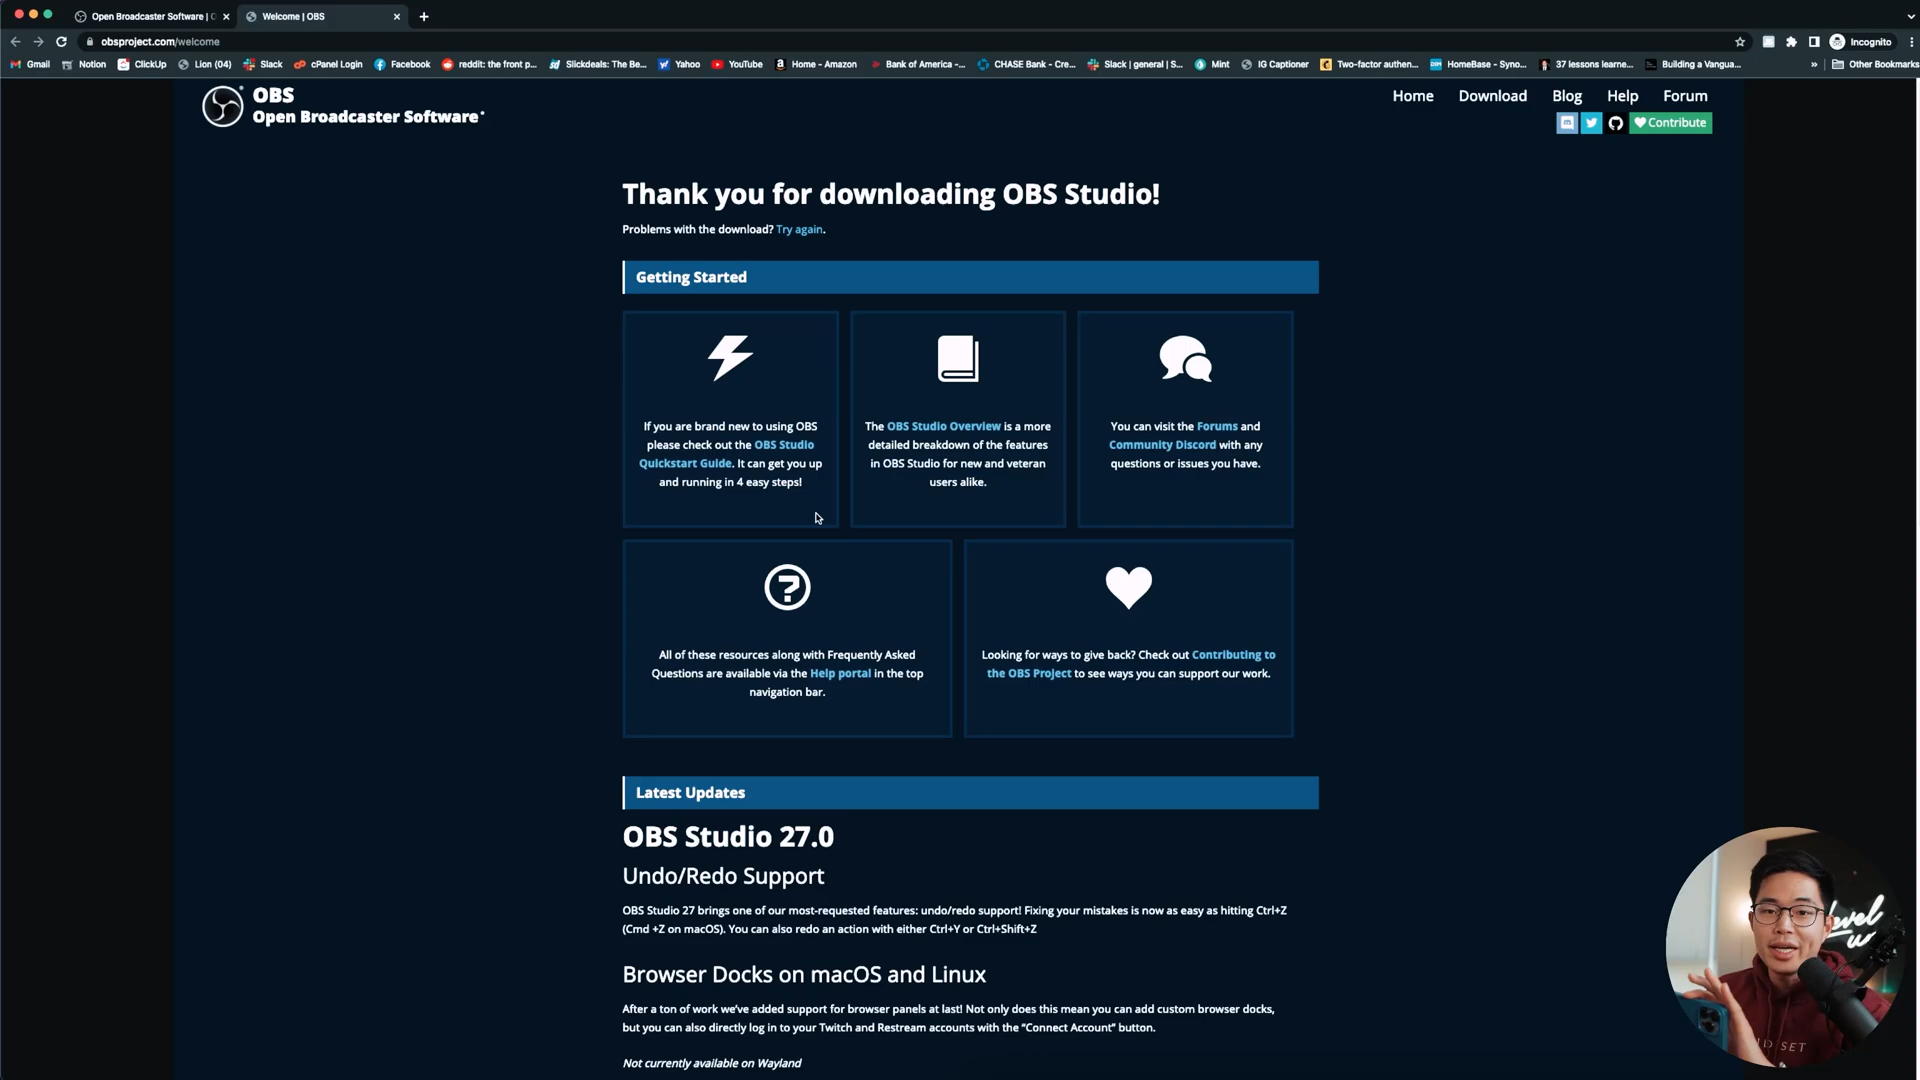 Open Broadcaster Software |
Welcome | OBS
obsproject.com/welcome
Incognito
Gmail
Notion
ClickUp
Lion (04)
Slack
cPanel Login
Facebook
reddit: the front p...
Slickdeals: The Be...
Yahoo
YouTube
Home - Amazon
Bank of America -...
CHASE Bank - Cre...
Slack | general | S...
Mint
IG Captioner
Two-factor authen...
HomeBase - Syno...
37 lessons learne...
Building a Vangua...
»
Other Bookmarks
OBS
Open Broadcaster Software
Home
Download
Blog
Help
Forum
Contribute
Thank you for downloading OBS Studio!
Problems with the download? Try again.
Getting Started
If you are brand new to using OBS
please check out the OBS Studio
Quickstart Guide. It can get you up
and running in 4 easy steps!
The OBS Studio Overview is a more
detailed breakdown of the features
in OBS Studio for new and veteran
users alike.
You can visit the Forums and
Community Discord with any
questions or issues you have.
All of these resources along with Frequently Asked
Questions are available via the Help portal in the top
navigation bar.
Looking for ways to give back? Check out Contributing to
the OBS Project to see ways you can support our work.
Latest Updates
OBS Studio 27.0
Undo/Redo Support
OBS Studio 27 brings one of our most-requested features: undo/redo support! Fixing your mistakes is now as easy as hitting Ctrl+Z
(Cmd +Z on macOS). You can also redo an action with either Ctrl+Y or Ctrl+Shift+Z
Browser Docks on macOS and Linux
After a ton of work we've added support for browser panels at last! Not only does this mean you can add custom browser docks,
but you can also directly log in to your Twitch and Restream accounts with the "Connect Account" button.
Not currently available on Wayland
level
SET